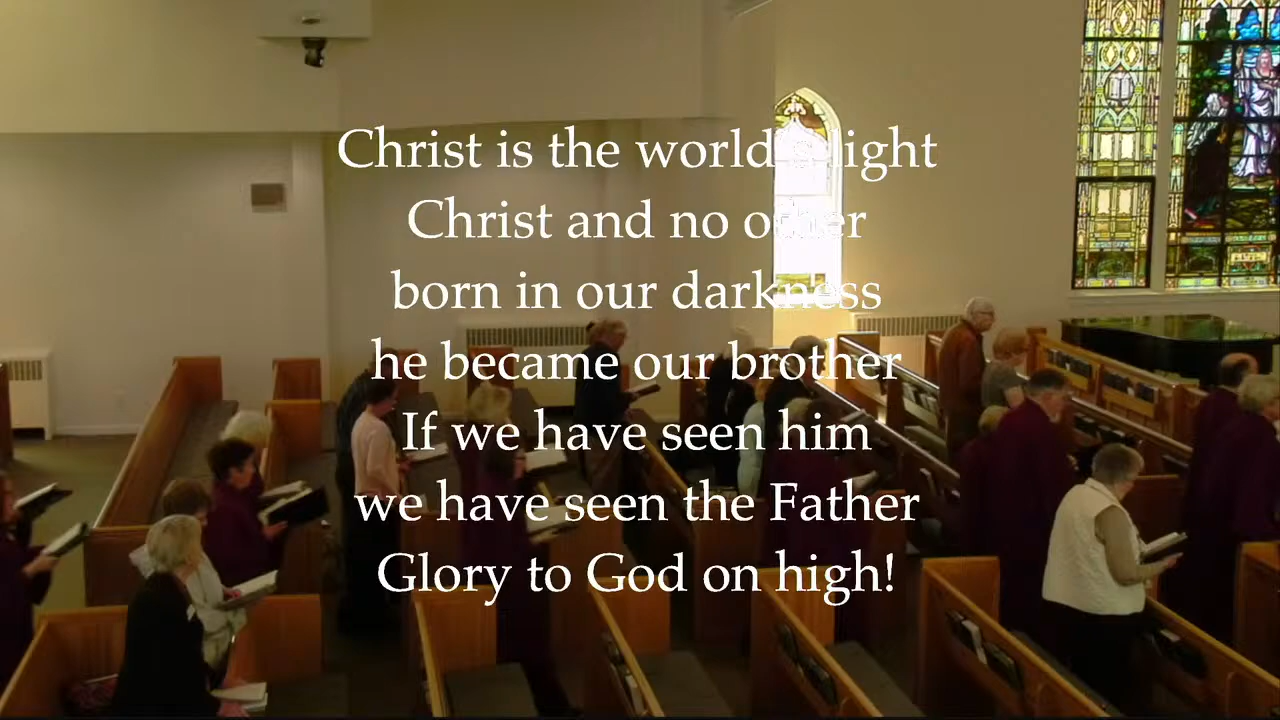 Christ is the world's light
Christ and no other
born in our darkness
he became our brother
If we have seen him
we have seen the Father
Glory to God on high!